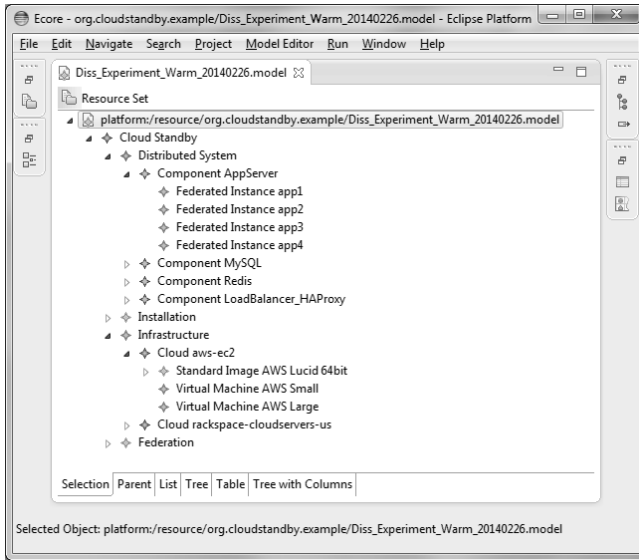 Ecore - org.cloudstandby.example/Diss_Experiment_Warm_20140226.model - Eclipse Platform
File Edit Navigate Search Project Model Editor Run Window Help
Diss_Experiment_Warm_20140226.model
Resource Set
platform:/resource/org.cloudstandby.example/Diss_Experiment_Warm_20140226.model
Cloud Standby
Distributed System
Component AppServer
Federated Instance app1
Federated Instance app2
Federated Instance app3
Federated Instance app4
Component MySQL
Component Redis
Component LoadBalancer_HAProxy
Installation
Infrastructure
Cloud aws-ec2
Standard Image AWS Lucid 64bit
Virtual Machine AWS Small
Virtual Machine AWS Large
Cloud rackspace-cloudservers-us
Federation
Selection Parent List Tree Table Tree with Columns
Selected Object: platform:/resource/org.cloudstandby.example/Diss_Experiment_Warm_20140226.model